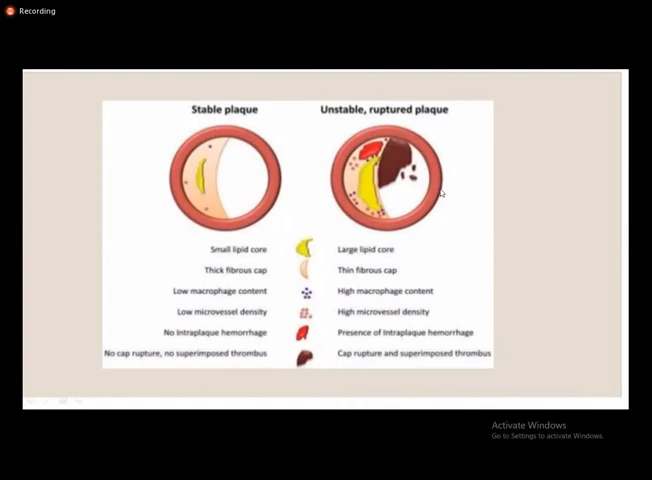 Recording
Stable plaque
Unstable, ruptured plaque
Small lipid core
Large lipid core
Thick fibrous cap
Thin fibrous cap
Low macrophage content
High macrophage content
Low microvessel density
High microvessel density
No Intraplaque hemorrhage
Presence of Intraplaque hemorrhage
No cap rupture, no superimposed thrombus
Cap rupture and superimposed thrombus
Activate Windows
Go to Settings to activate Windows.